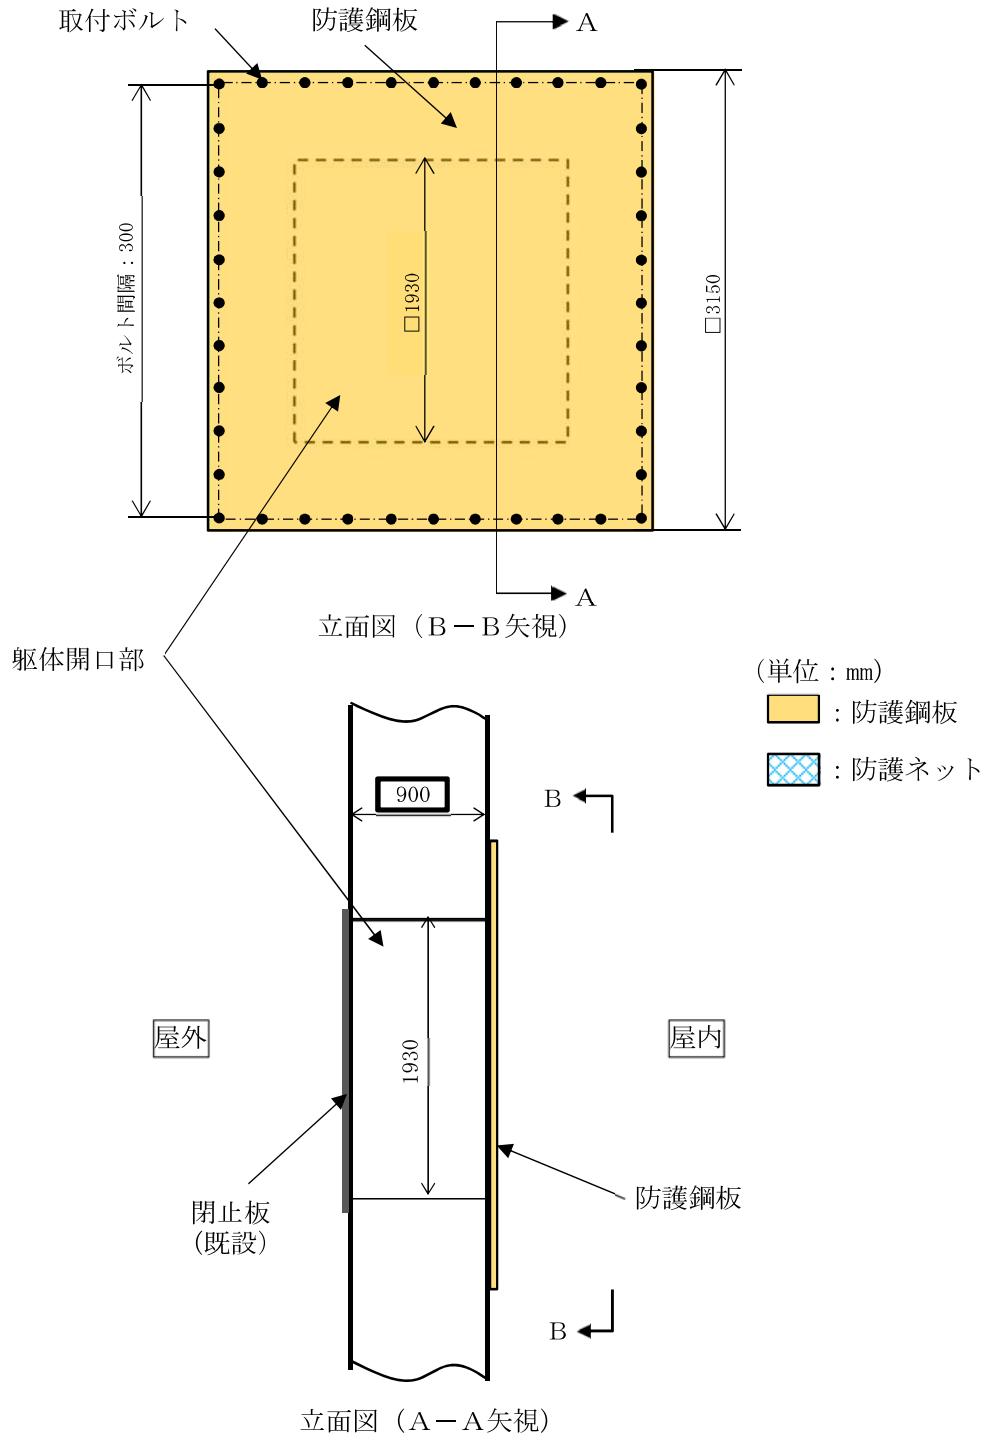 取付ボルト
防護鋼板
A
ボルト間隔：300
□1930
□3150
A
立面図（B－B矢視）
躯体開口部
（単位：mm）
：防護鋼板
：防護ネット
900
B
屋外
1930
屋内
閉止板
（既設）
防護鋼板
B
立面図（A－A矢視）